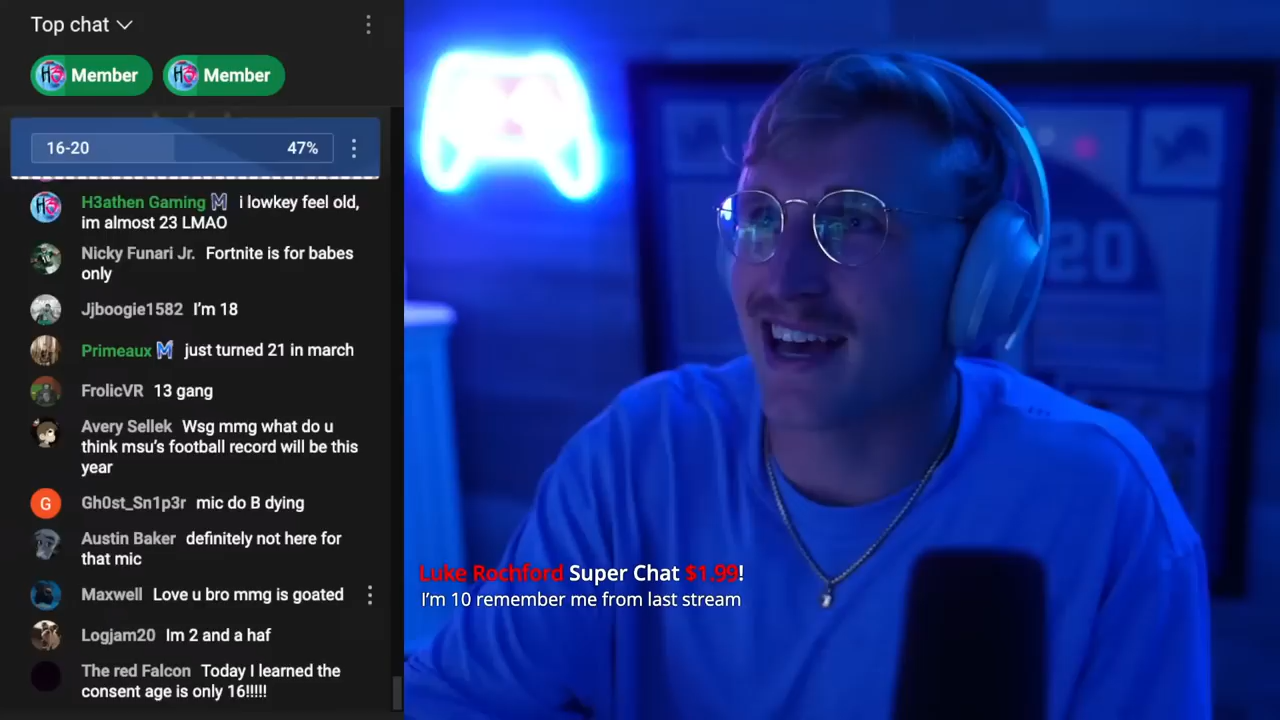 Top chat
Member Member
16-20 47%
H3athen Gaming i lowkey feel old,
im almost 23 LMAO
Nicky Funari Jr. Fortnite is for babes
only
Jjboogie1582 I'm 18
Primeaux just turned 21 in march
FrolicVR 13 gang
Avery Sellek Wsg mmg what do u
think msu's football record will be this
year
G Gh0st_Sn1p3r mic do B dying
Austin Baker definitely not here for
that mic
Maxwell Love u bro mmg is goated
Logjam20 Im 2 and a haf
The red Falcon Today I learned the
consent age is only 16!!!!!
20
Luke Rochford Super Chat $1.99!
I'm 10 remember me from last stream